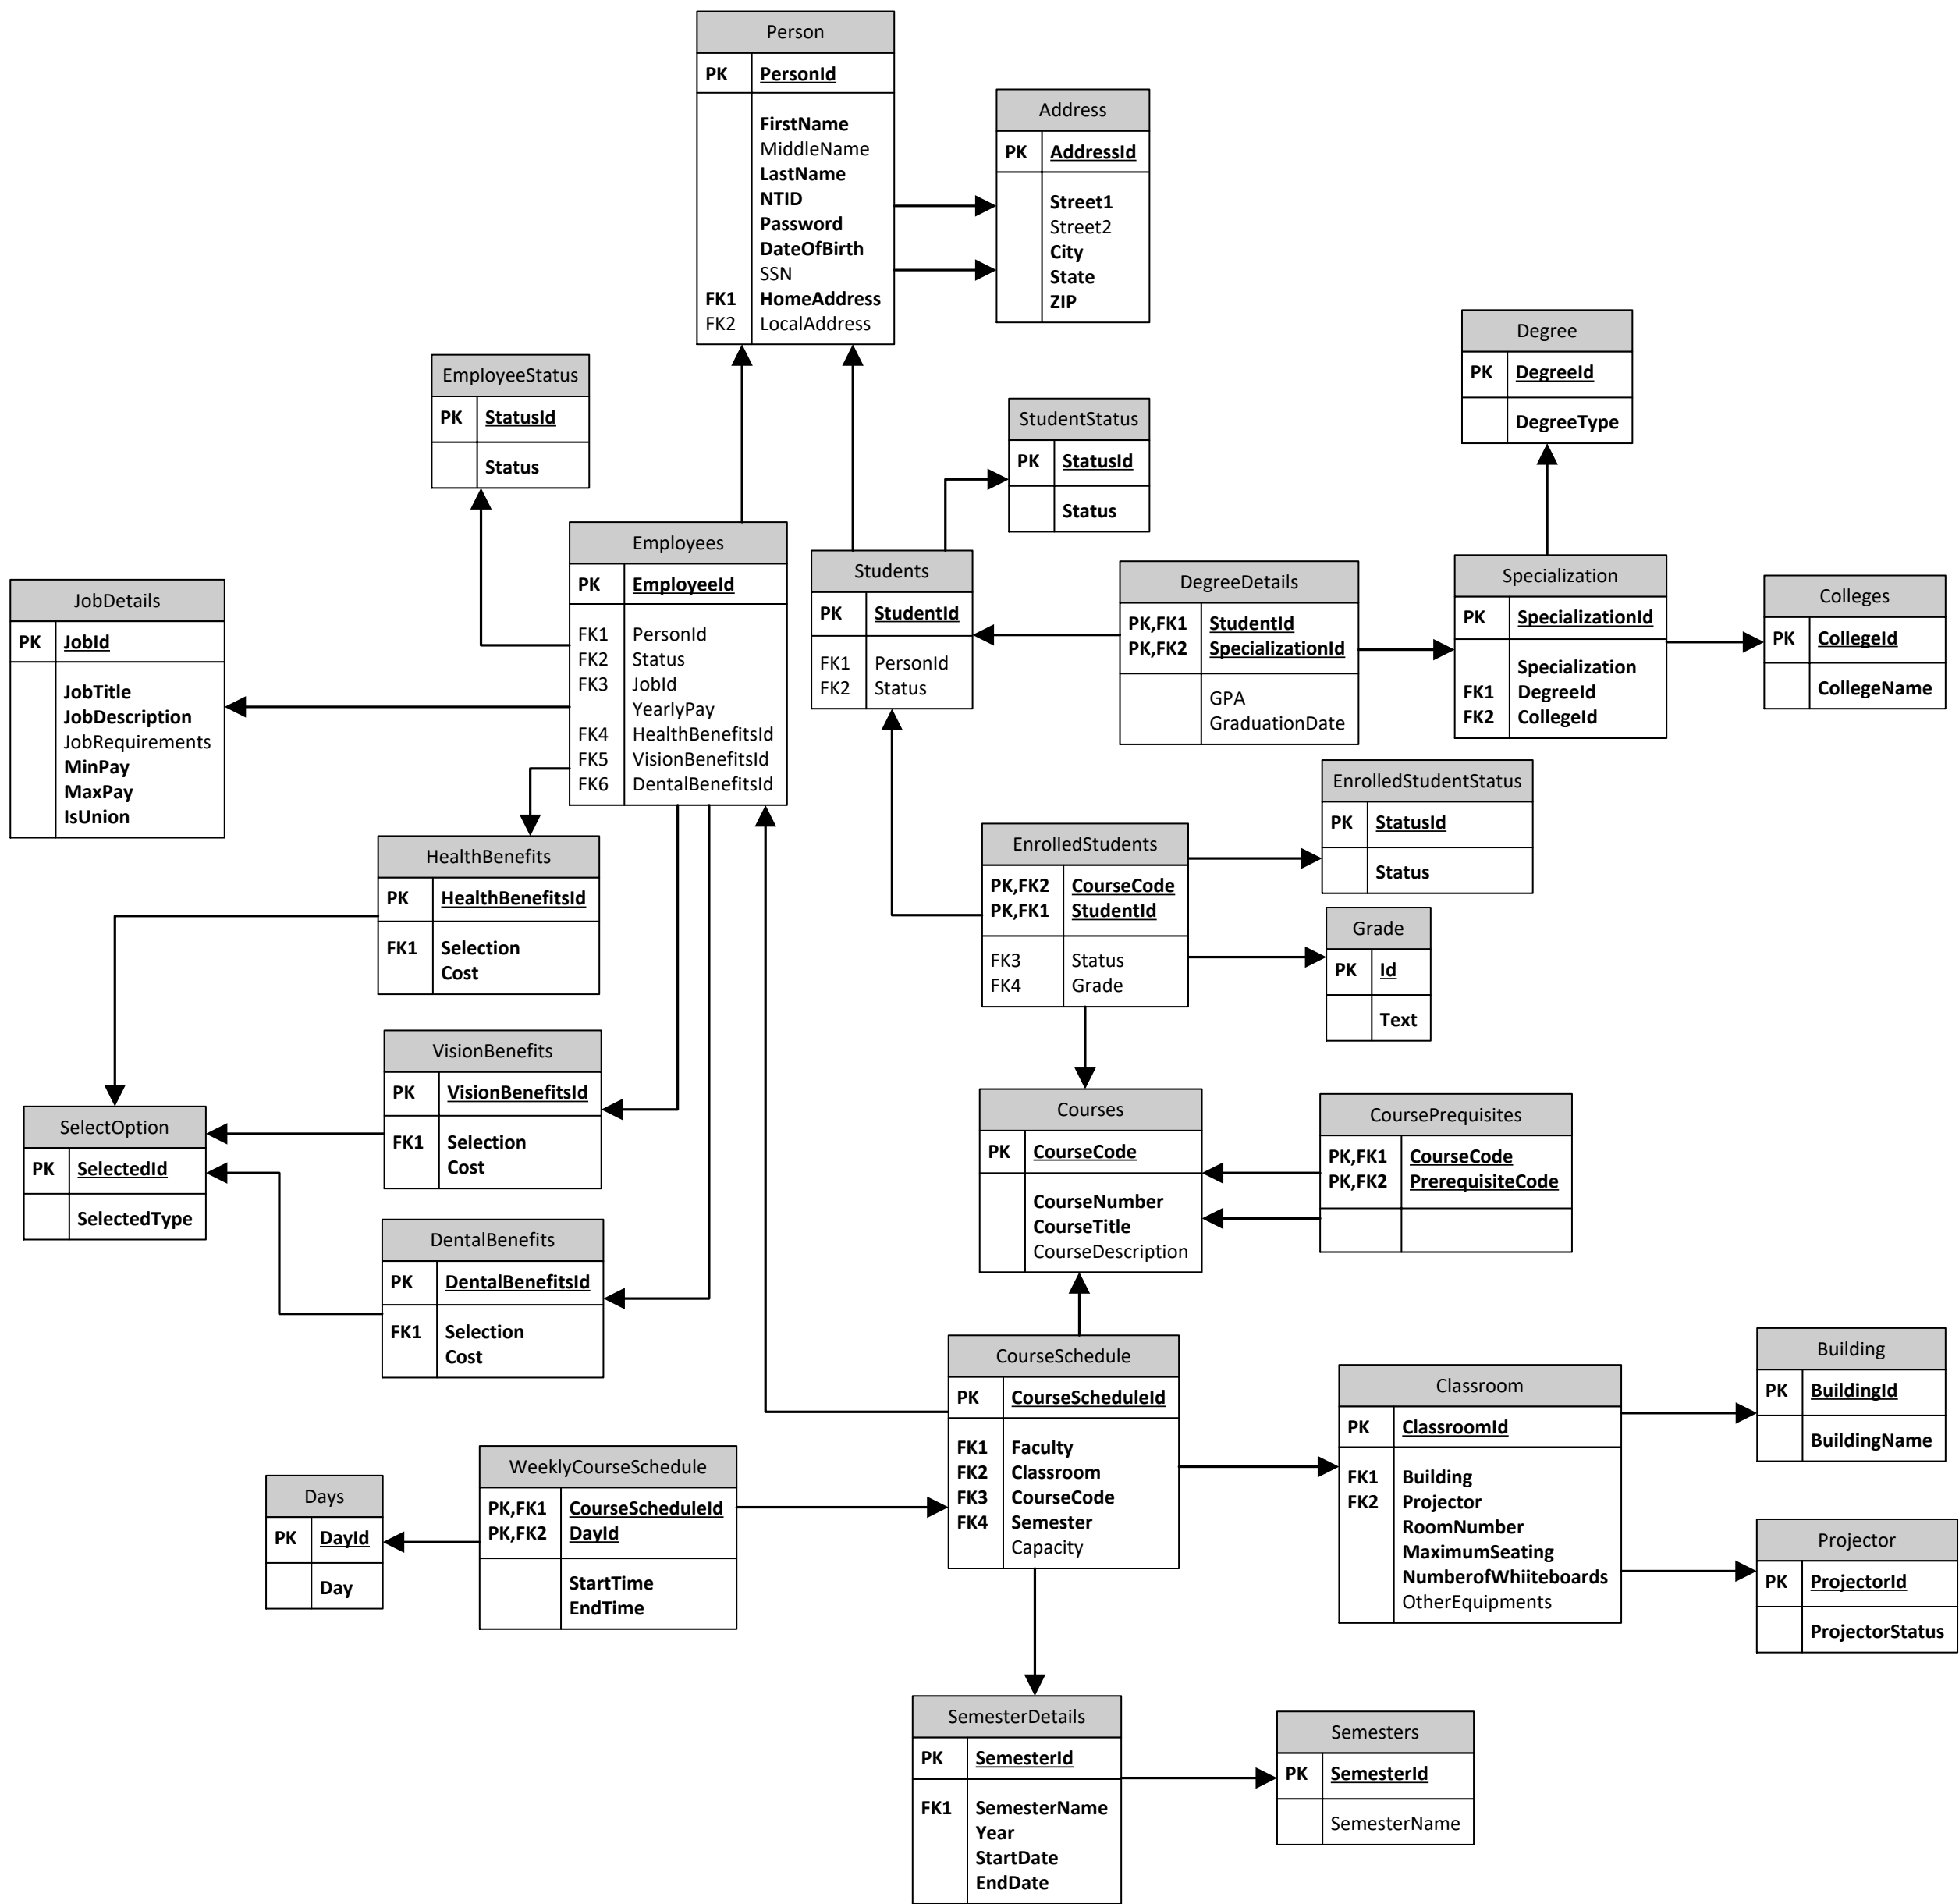 Person
PK PersonId
FirstName
MiddleName
LastName
NTID
Password
DateOfBirth
SSN
FK1 HomeAddress
FK2 LocalAddress
Address
PK AddressId
Street1
Street2
City
State
ZIP
Degree
PK DegreeId
DegreeType
EmployeeStatus
PK StatusId
Status
StudentStatus
PK StatusId
Status
Employees
PK EmployeeId
FK1 PersonId
FK2 Status
FK3 JobId
YearlyPay
FK4 HealthBenefitsId
FK5 VisionBenefitsId
FK6 DentalBenefitsId
Students
PK StudentId
FK1 PersonId
FK2 Status
DegreeDetails
PK,FK1 StudentId
PK,FK2 SpecializationId
GPA
GraduationDate
Specialization
PK SpecializationId
Specialization
FK1 DegreeId
FK2 CollegeId
Colleges
PK CollegeId
CollegeName
JobDetails
PK JobId
JobTitle
JobDescription
JobRequirements
MinPay
MaxPay
IsUnion
EnrolledStudentStatus
PK StatusId
Status
HealthBenefits
PK HealthBenefitsId
FK1 Selection
Cost
EnrolledStudents
PK,FK2 CourseCode
PK,FK1 StudentId
FK3 Status
FK4 Grade
Grade
PK Id
Text
VisionBenefits
PK VisionBenefitsId
FK1 Selection
Cost
SelectOption
PK SelectedId
SelectedType
Courses
PK CourseCode
CourseNumber
CourseTitle
CourseDescription
CoursePrequisites
PK,FK1 CourseCode
PK,FK2 PrerequisiteCode
DentalBenefits
PK DentalBenefitsId
FK1 Selection
Cost
CourseSchedule
PK CourseScheduleId
FK1 Faculty
FK2 Classroom
FK3 CourseCode
FK4 Semester
Capacity
Classroom
PK ClassroomId
FK1 Building
FK2 Projector
RoomNumber
MaximumSeating
NumberofWhiiteboards
OtherEquipments
Building
PK BuildingId
BuildingName
WeeklyCourseSchedule
PK,FK1 CourseScheduleId
PK,FK2 DayId
StartTime
EndTime
Days
PK DayId
Day
Projector
PK ProjectorId
ProjectorStatus
SemesterDetails
PK SemesterId
FK1 SemesterName
Year
StartDate
EndDate
Semesters
PK SemesterId
SemesterName